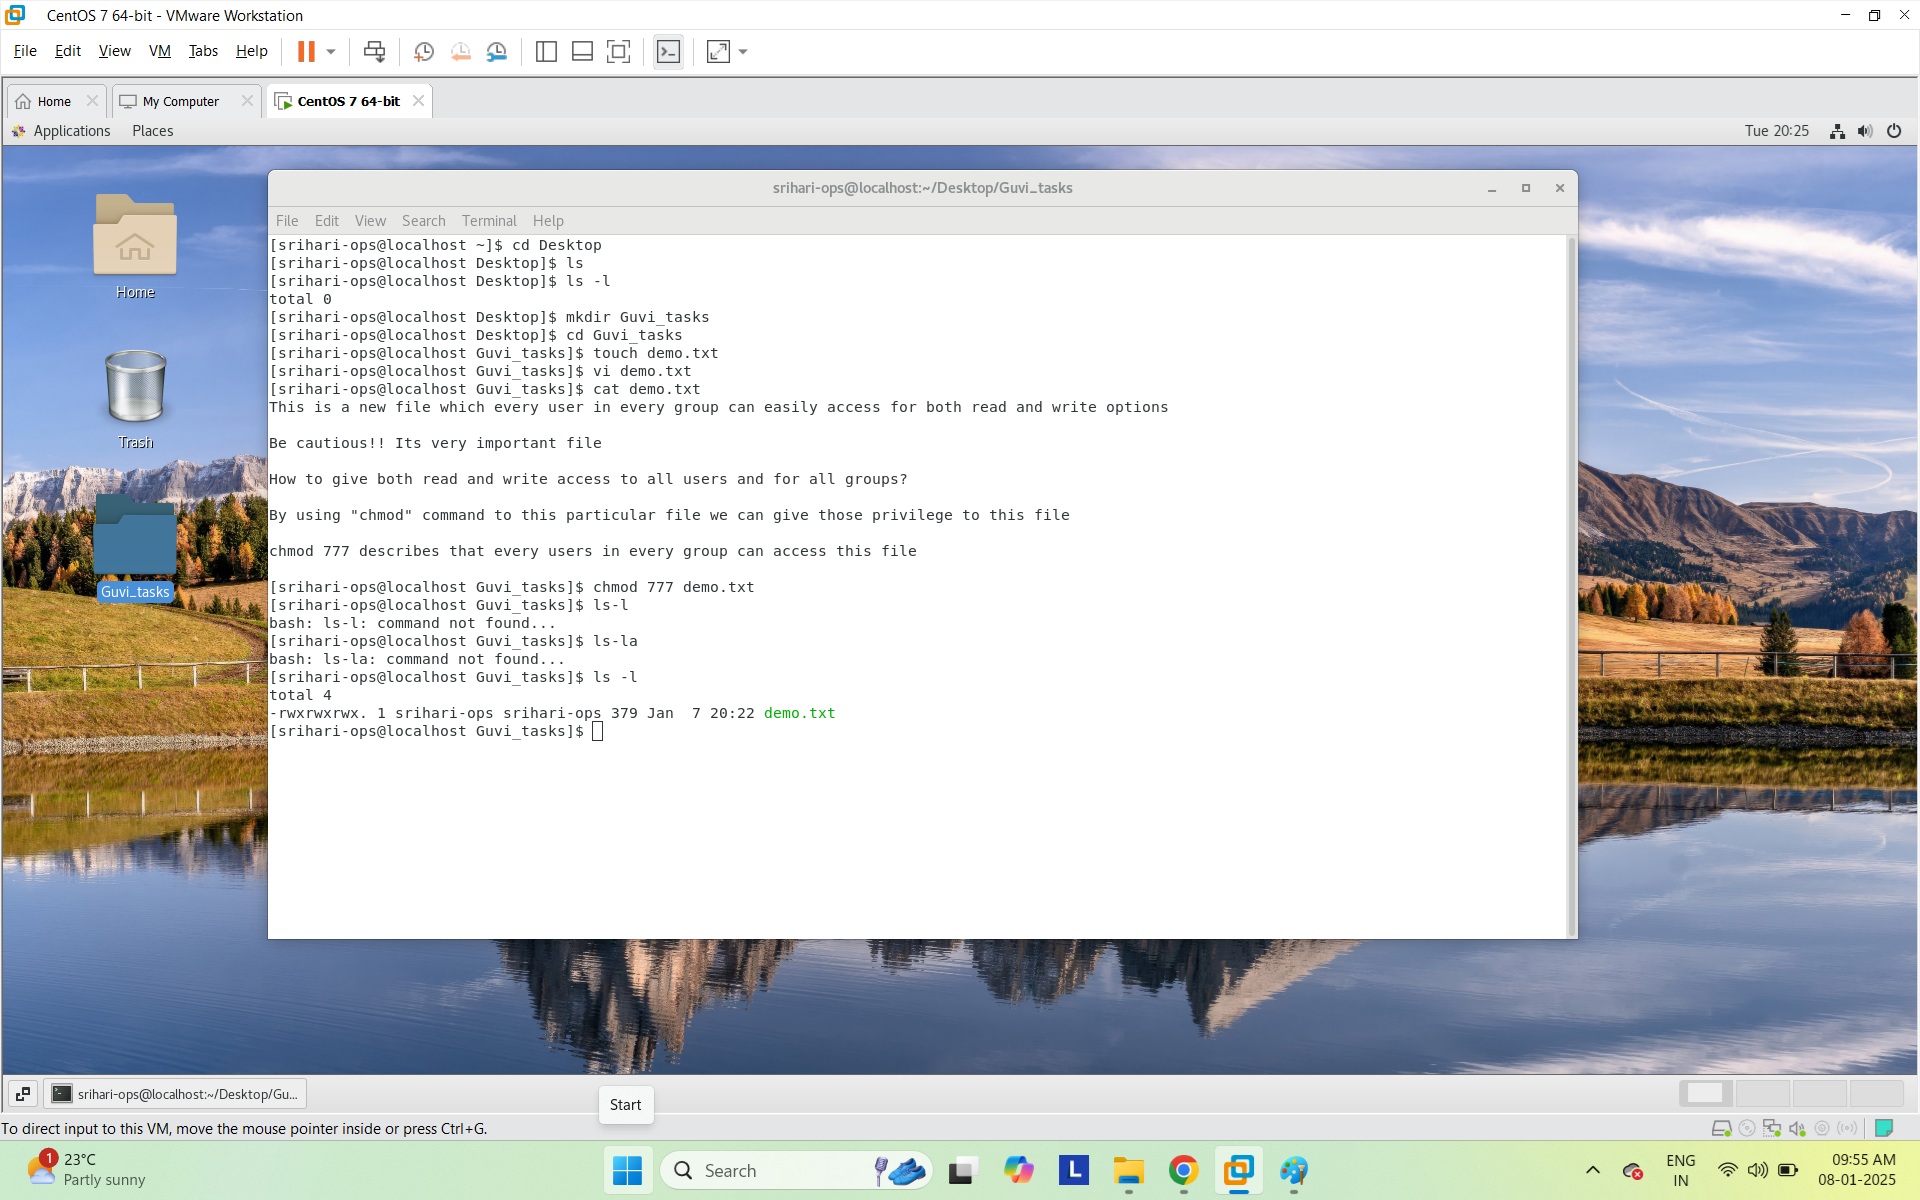 CentOS 7 64-bit - VMware Workstation
File Edit View VM Tabs Help
Home My Computer CentOS 7 64-bit
Applications Places Tue 20:25
Home
Trash
Guvi_tasks
srihari-ops@localhost:~/Desktop/Guvi_tasks
File Edit View Search Terminal Help
[srihari-ops@localhost ~]$ cd Desktop
[srihari-ops@localhost Desktop]$ ls
[srihari-ops@localhost Desktop]$ ls -l
total 0
[srihari-ops@localhost Desktop]$ mkdir Guvi_tasks
[srihari-ops@localhost Desktop]$ cd Guvi_tasks
[srihari-ops@localhost Guvi_tasks]$ touch demo.txt
[srihari-ops@localhost Guvi_tasks]$ vi demo.txt
[srihari-ops@localhost Guvi_tasks]$ cat demo.txt
This is a new file which every user in every group can easily access for both read and write options
Be cautious!! Its very important file
How to give both read and write access to all users and for all groups?
By using "chmod" command to this particular file we can give those privilege to this file
chmod 777 describes that every users in every group can access this file
[srihari-ops@localhost Guvi_tasks]$ chmod 777 demo.txt
[srihari-ops@localhost Guvi_tasks]$ ls-l
bash: ls-l: command not found...
[srihari-ops@localhost Guvi_tasks]$ ls-la
bash: ls-la: command not found...
[srihari-ops@localhost Guvi_tasks]$ ls -l
total 4
-rwxrwxrwx. 1 srihari-ops srihari-ops 379 Jan  7 20:22 demo.txt
[srihari-ops@localhost Guvi_tasks]$
srihari-ops@localhost:~/Desktop/Gu...
Start
To direct input to this VM, move the mouse pointer inside or press Ctrl+G.
1
23°C
Partly sunny
Search
L
ENG
IN
09:55 AM
08-01-2025